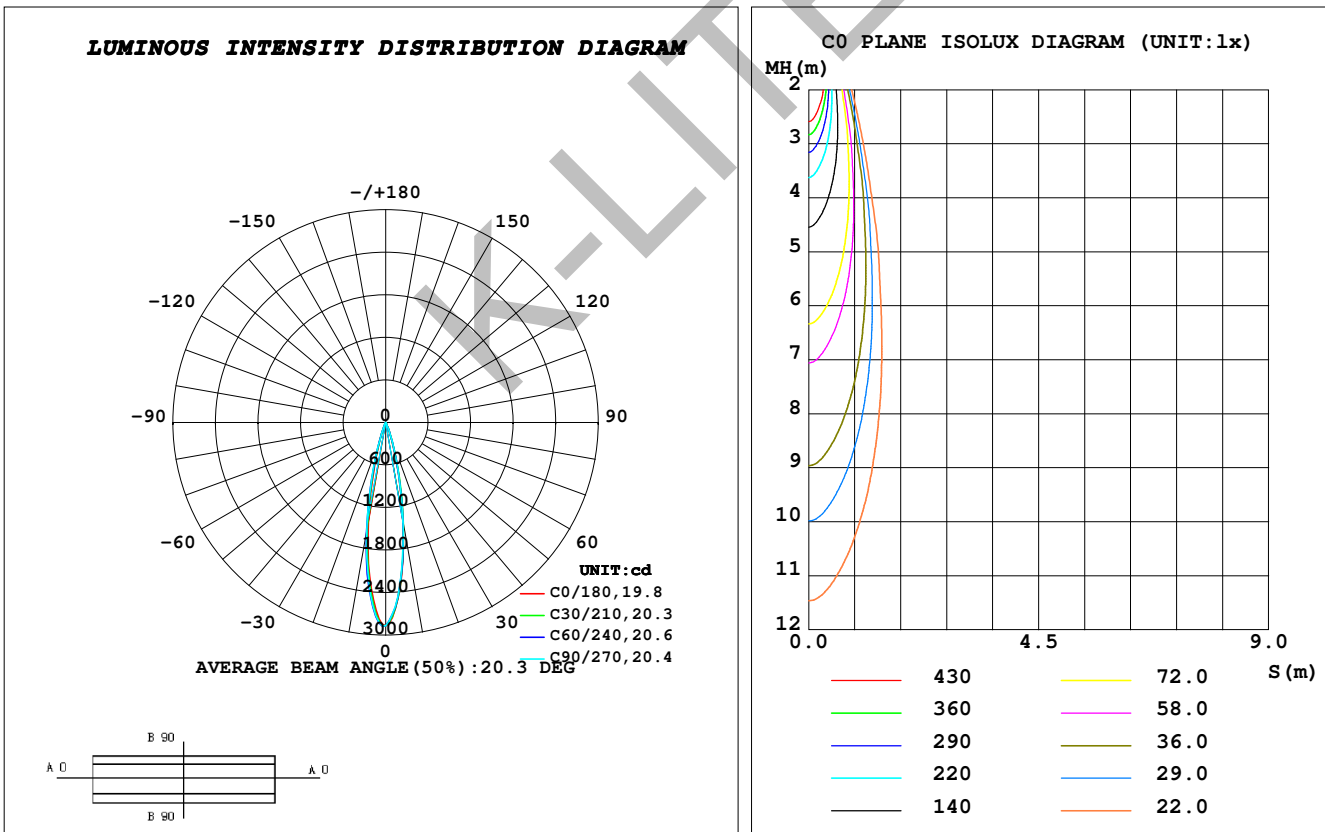 LUMINOUS INTENSITY DISTRIBUTION DIAGRAM
-/+180
-150 150
-120 120
-90 90
-60 60
-30 30
0
600
1200
1800
2400
3000
0
UNIT:cd
C0/180,19.8
C30/210,20.3
C60/240,20.6
C90/270,20.4
AVERAGE BEAM ANGLE(50%):20.3 DEG
B 90
A 0 A 0
B 90
K-LITE
C0 PLANE ISOLUX DIAGRAM (UNIT:lx)
MH(m)
2
3
4
5
6
7
8
9
10
11
12
0.0 4.5 9.0
S(m)
430 72.0
360 58.0
290 36.0
220 29.0
140 22.0